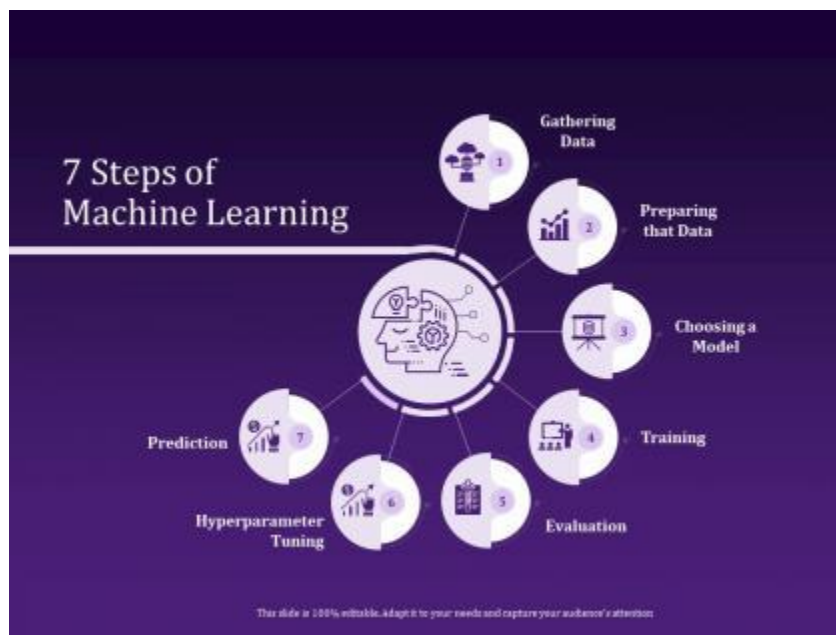 7 Steps of
Machine Learning
1
Gathering
Data
2
Preparing
that Data
3
Choosing a
Model
4
Training
5
Evaluation
6
Hyperparameter
Tuning
7
Prediction
This slide is 100% editable. Adapt it to your needs and capture your audience's attention